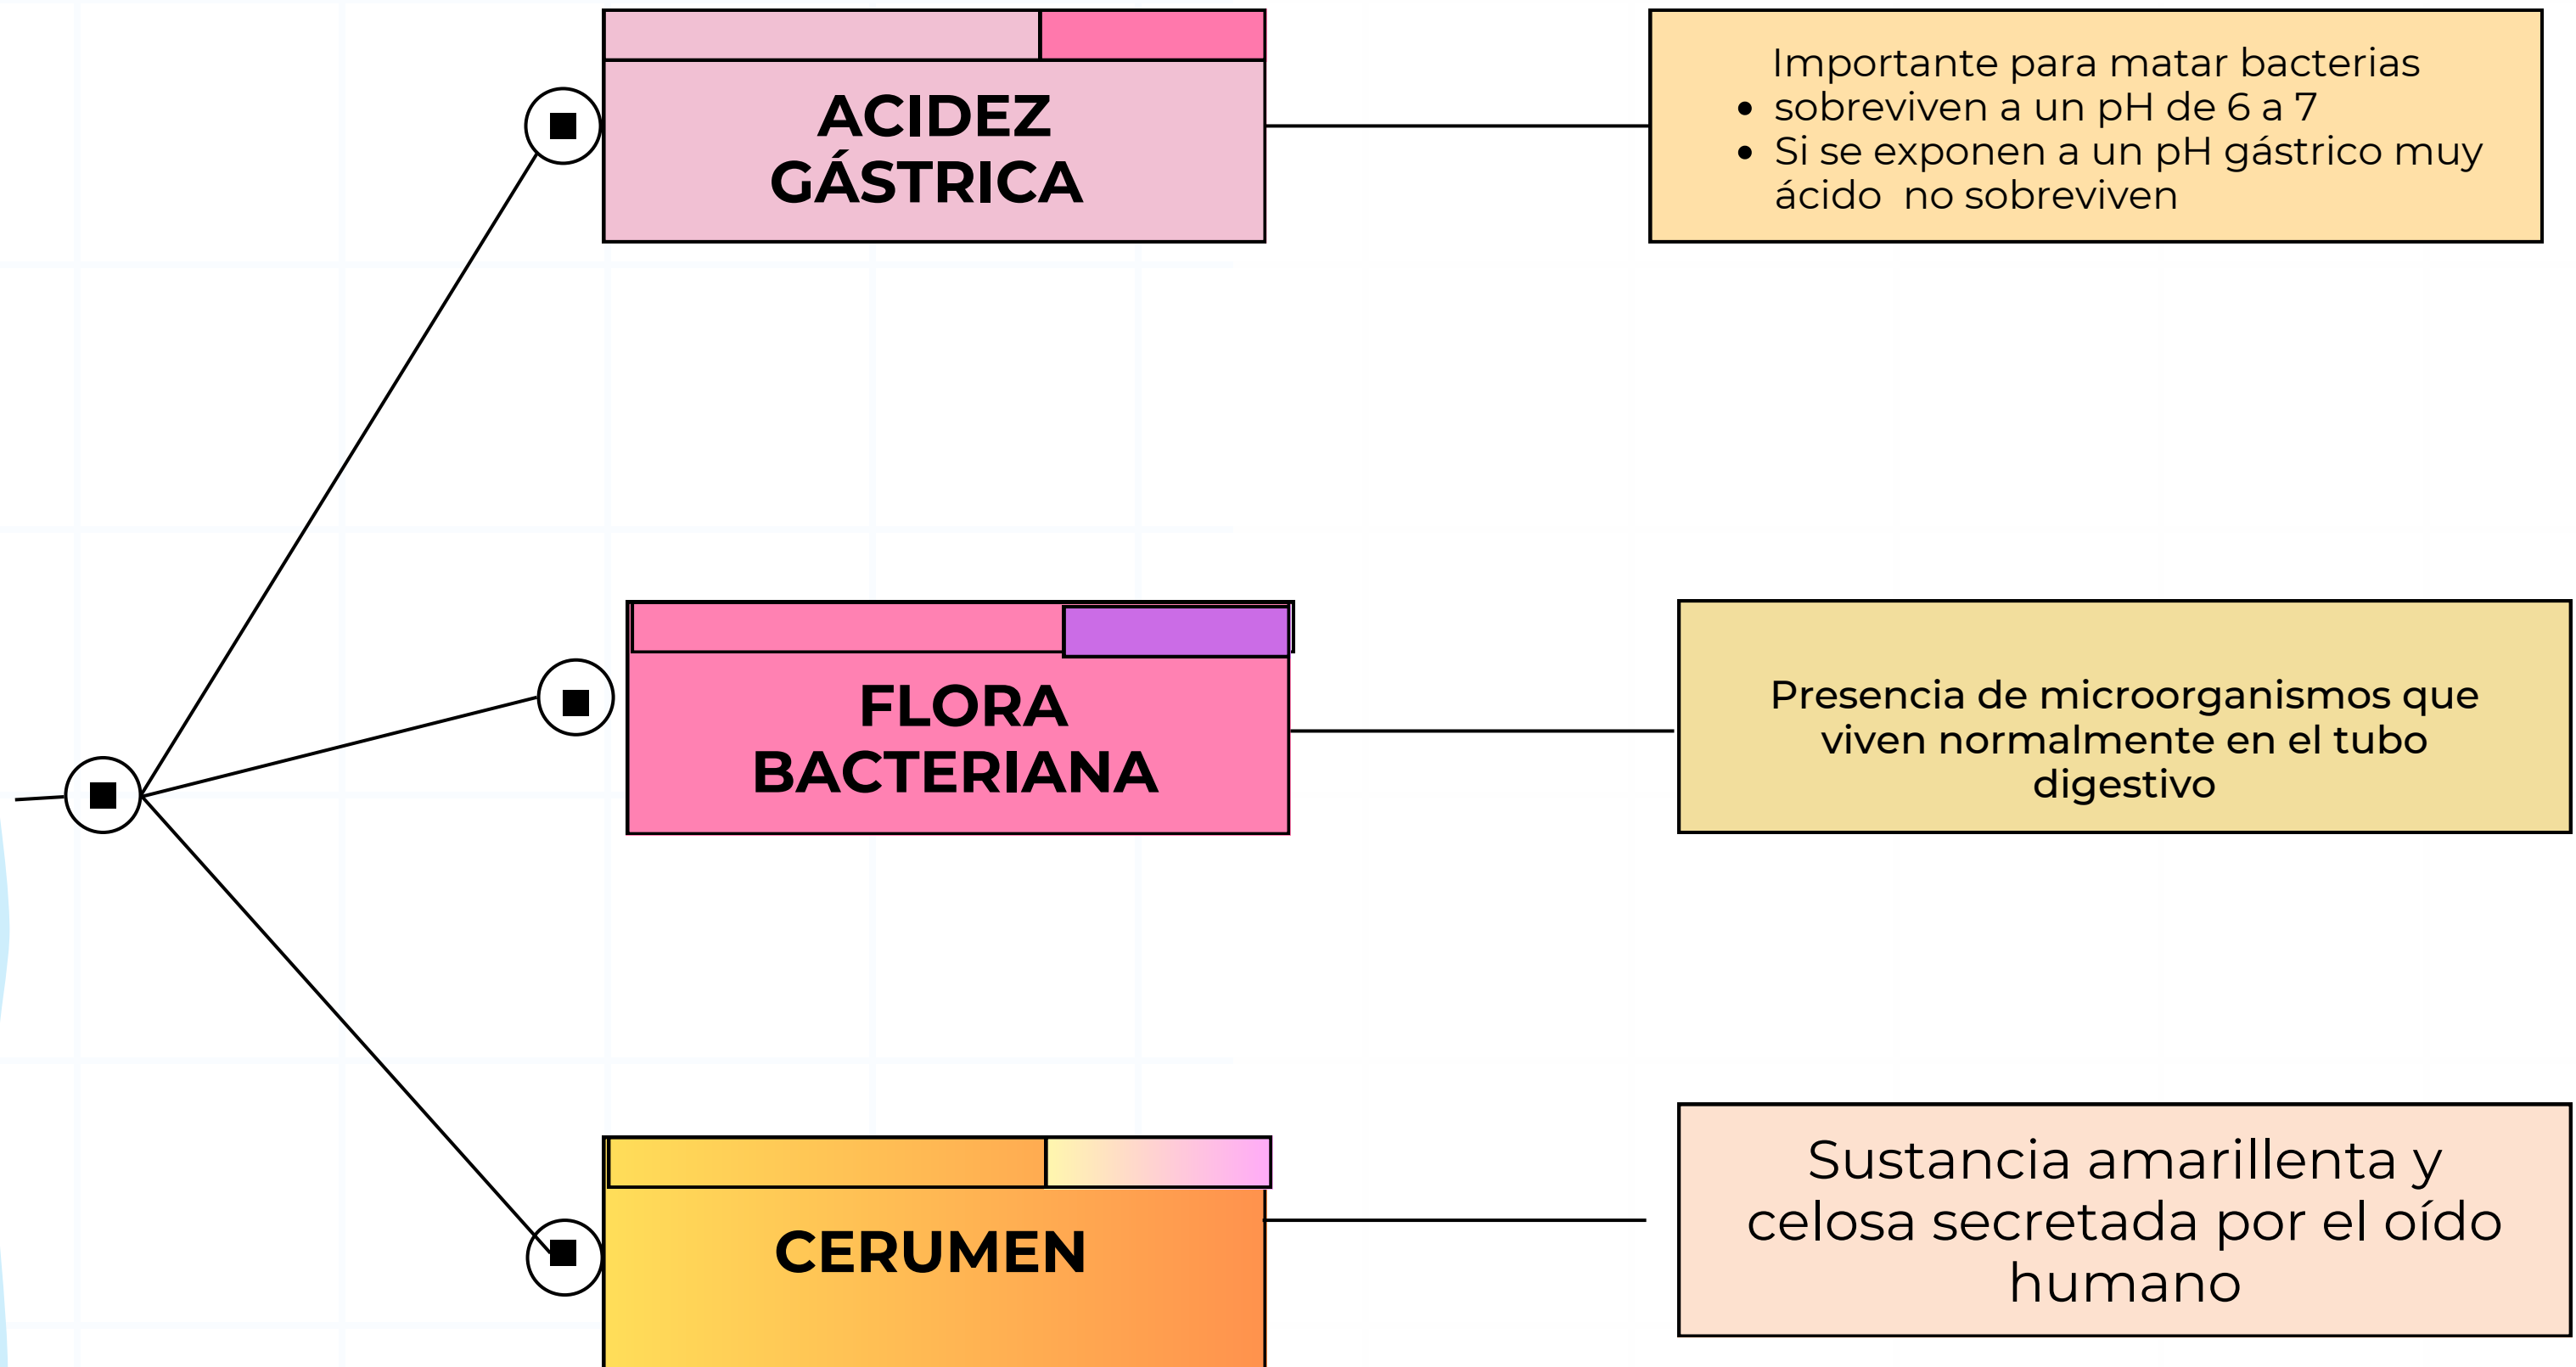 ACIDEZ
GÁSTRICA
Importante para matar bacterias
• sobreviven a un pH de 6 a 7
• Si se exponen a un pH gástrico muy
ácido no sobreviven
FLORA
BACTERIANA
Presencia de microorganismos que
viven normalmente en el tubo
digestivo
CERUMEN
Sustancia amarillenta y
celosa secretada por el oído
humano